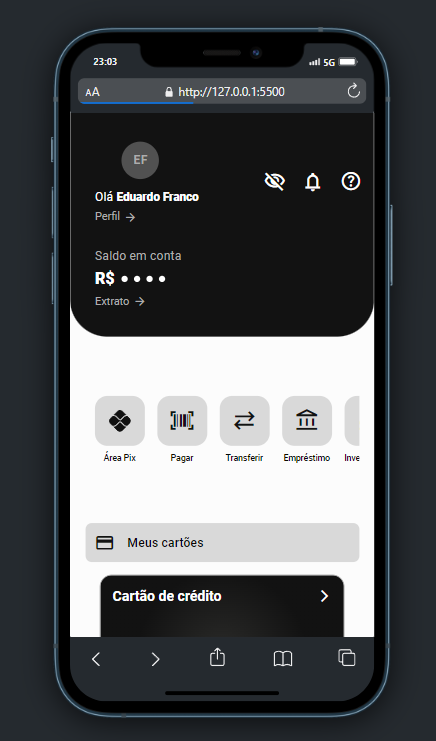 23:03
5G
AA
http://127.0.0.1:5500
EF
Olá Eduardo Franco
Perfil
Saldo em conta
R$ ● ● ● ●
Extrato
Área Pix
Pagar
Transferir
Empréstimo
Inve
Meus cartões
Cartão de crédito